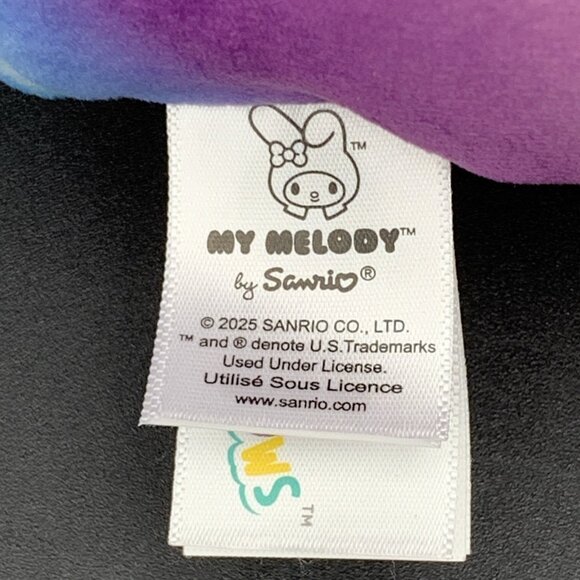 ™
MY MELODY™
by Sanrio®
© 2025 SANRIO CO., LTD.
™ and ® denote U.S.Trademarks
Used Under License.
Utilisé Sous Licence
www.sanrio.com
™